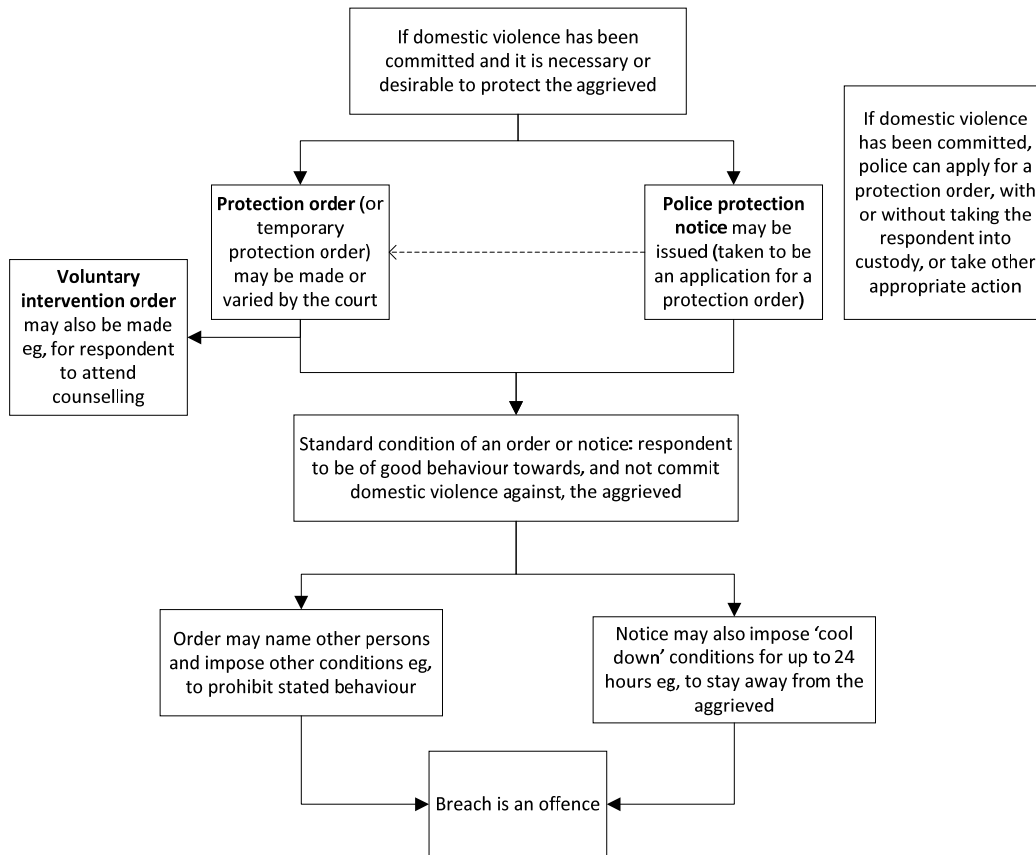 If domestic violence has been
committed and it is necessary or
desirable to protect the aggrieved
If domestic violence
has been committed,
police can apply for a
protection order, with
or without taking the
respondent into
custody, or take other
appropriate action
Protection order (or
temporary
protection order)
may be made or
varied by the court
Police protection
notice may be
issued (taken to be
an application for a
protection order)
Voluntary
intervention order
may also be made
eg, for respondent
to attend
counselling
Standard condition of an order or notice: respondent
to be of good behaviour towards, and not commit
domestic violence against, the aggrieved
Order may name other persons
and impose other conditions eg,
to prohibit stated behaviour
Notice may also impose ‘cool
down’ conditions for up to 24
hours eg, to stay away from the
aggrieved
Breach is an offence